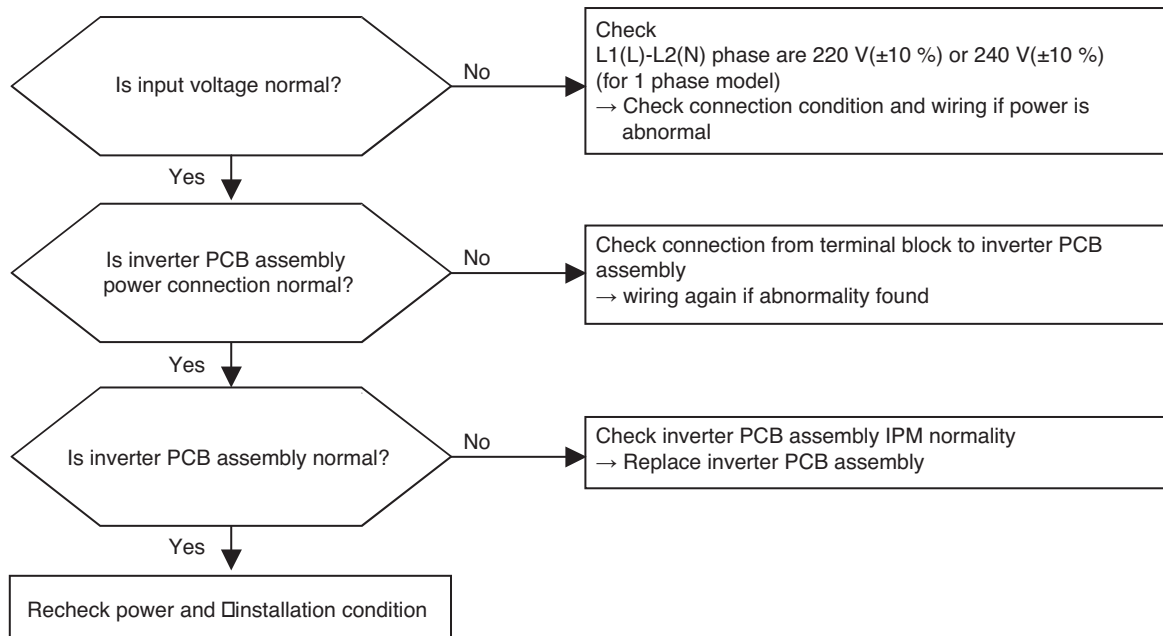 Is input voltage normal?
No
Check
L1(L)-L2(N) phase are 220 V(±10 %) or 240 V(±10 %)
(for 1 phase model)
→ Check connection condition and wiring if power is
abnormal
Yes
Is inverter PCB assembly
power connection normal?
No
Check connection from terminal block to inverter PCB
assembly
→ wiring again if abnormality found
Yes
Is inverter PCB assembly normal?
No
Check inverter PCB assembly IPM normality
→ Replace inverter PCB assembly
Yes
Recheck power and □installation condition